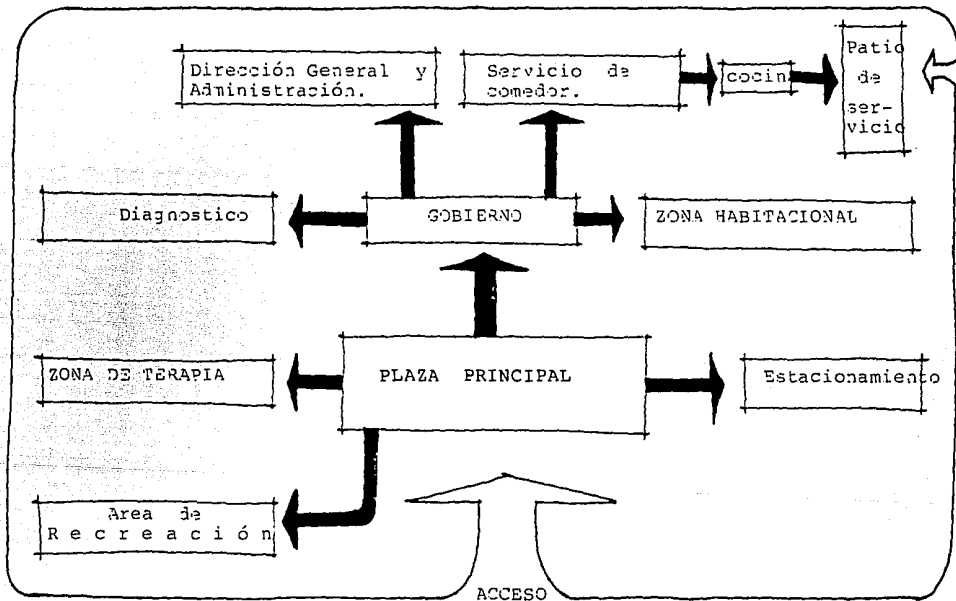 Dirección General y
Administración.
Servicio de
comedor.
cocin
Patio
de
ser-
vicio
Diagnostico
GOBIERNO
ZONA HABITACIONAL
ZONA DE TERAPIA
PLAZA PRINCIPAL
Estacionamiento
Area de
Recreación
ACCESO